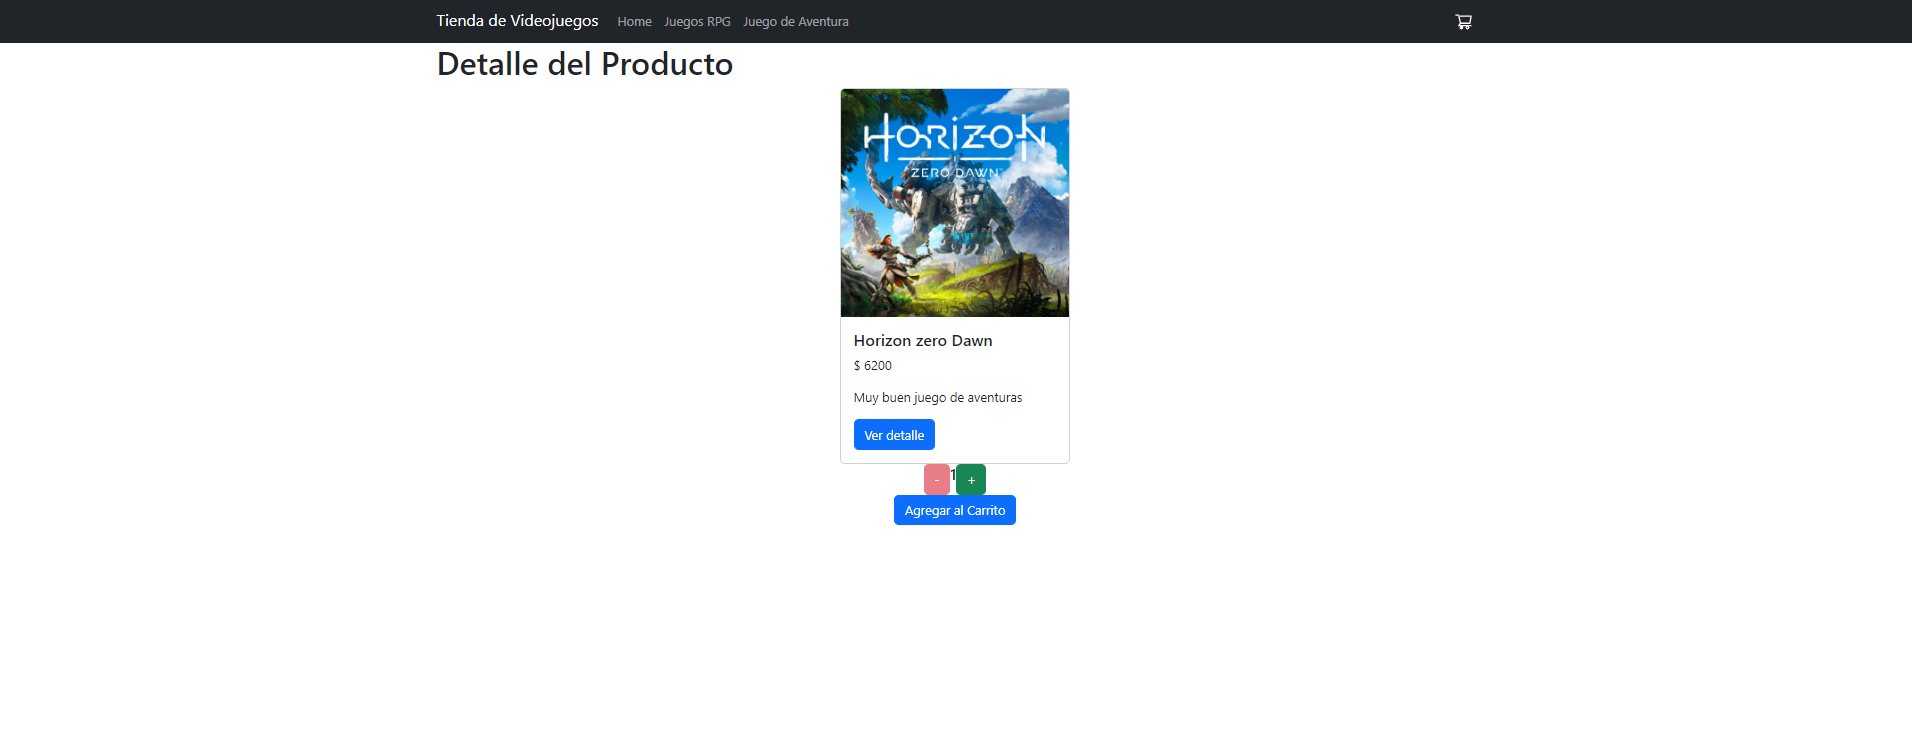 Tienda de Videojuegos Home Juegos RPG Juego de Aventura
Detalle del Producto
HORIZON
ZERO DAWN
Horizon zero Dawn
$ 6200
Muy buen juego de aventuras
Ver detalle
- 1 +
Agregar al Carrito